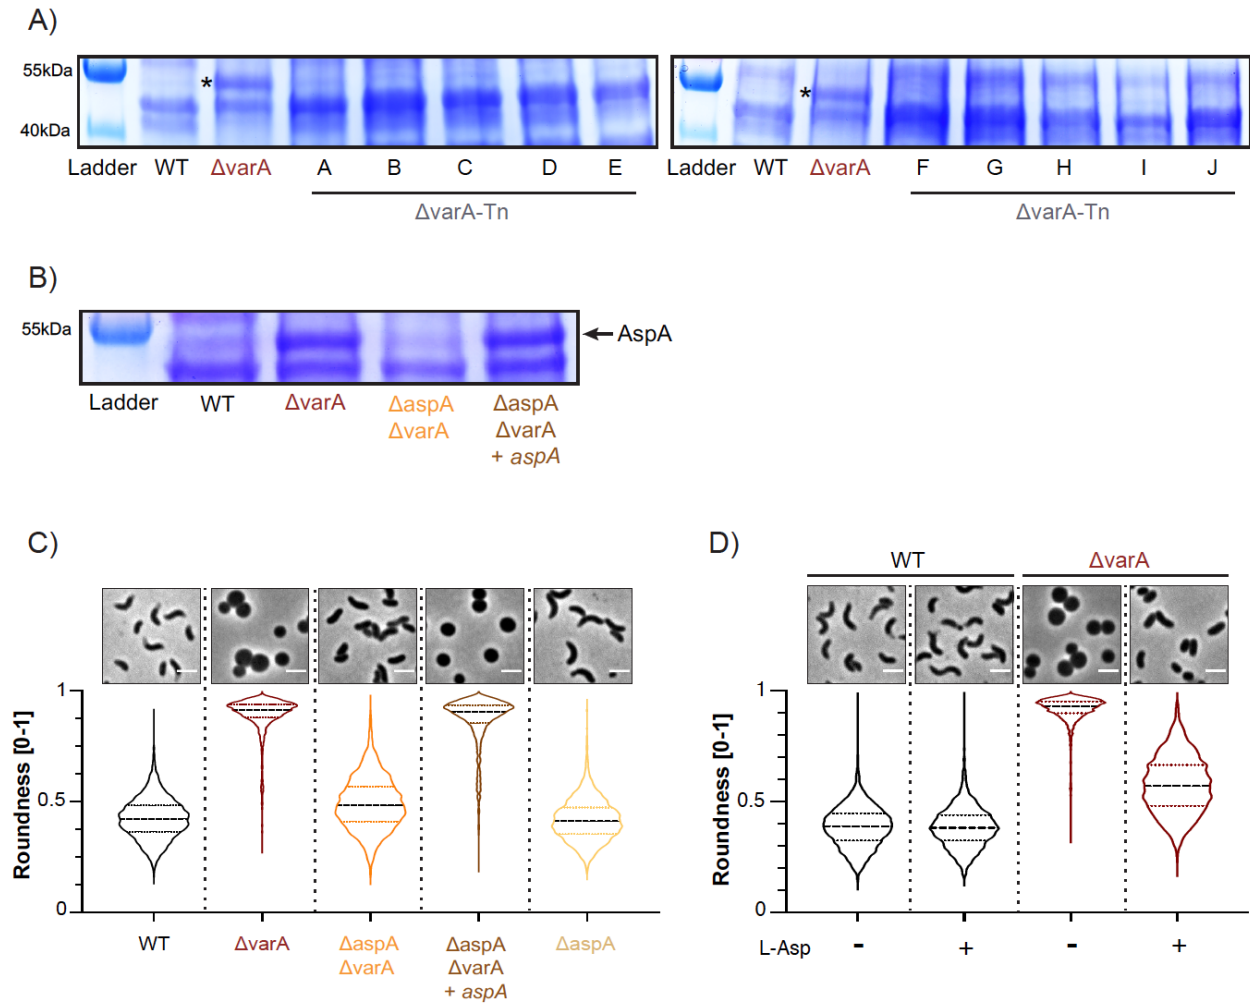 A)
55kDa
40kDa
*
*
Ladder WT ΔvarA A B C D E
Ladder WT ΔvarA F G H I J
ΔvarA-Tn
ΔvarA-Tn
B)
55kDa
AspA
Ladder WT ΔvarA ΔaspA ΔvarA ΔaspA ΔvarA + aspA
C)
Roundness [0-1]
1
0.5
0
WT ΔvarA ΔaspA ΔvarA ΔaspA ΔvarA + aspA ΔaspA
D)
WT ΔvarA
Roundness [0-1]
1
0.5
0
L-Asp - + - +